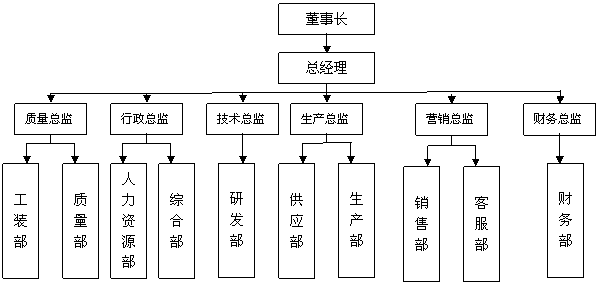 董事长
总经理
质量总监
行政总监
技术总监
生产总监
营销总监
财务总监
工装部
质量部
人力资源部
综合部
研发部
供应部
生产部
销售部
客服部
财务部